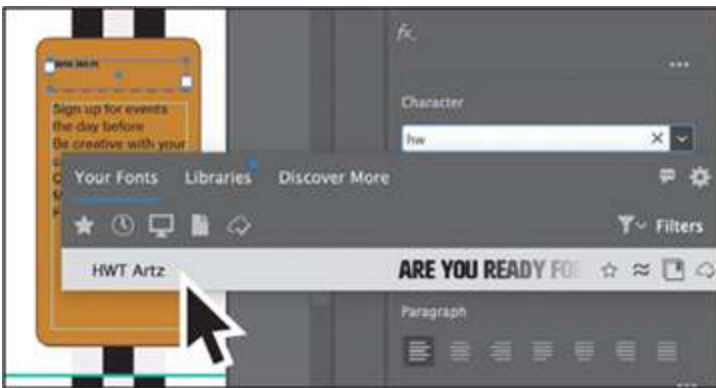 fx.
Character
Sign up for events
the day before
Be creative with your
hw
Your Fonts Libraries Discover More
Filters
HWT Artz ARE YOU READY FO
Paragraph